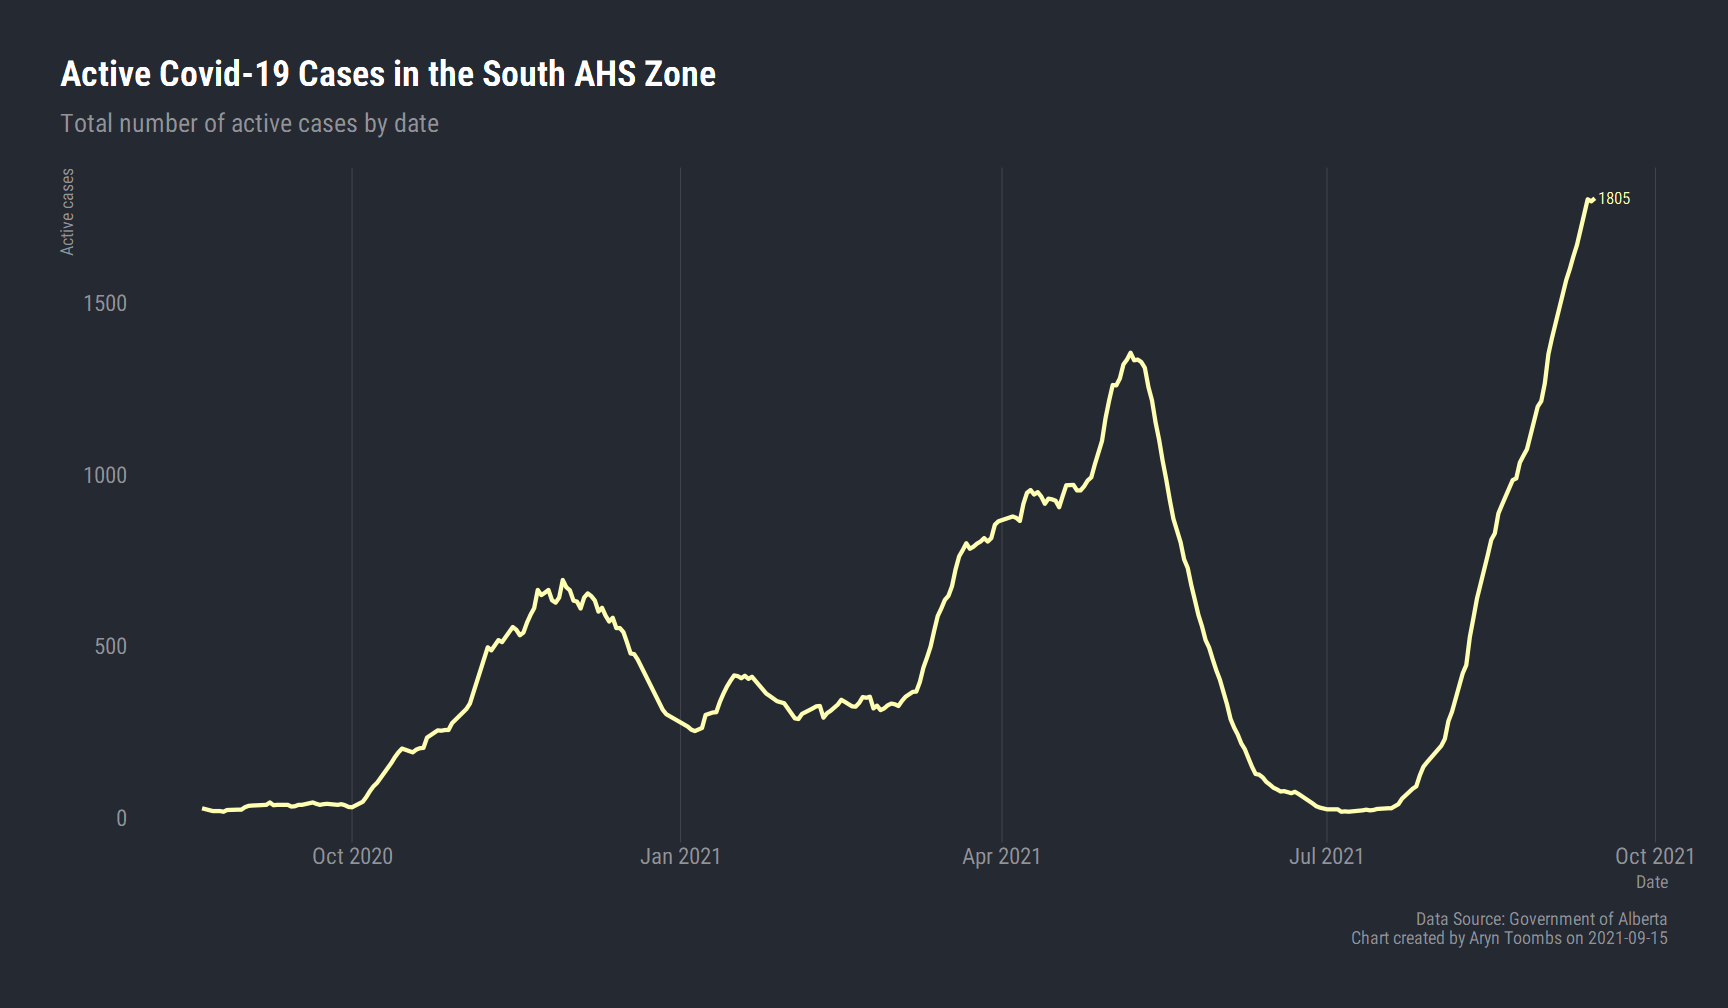 Active Covid-19 Cases in the South AHS Zone
Total number of active cases by date
Active cases
1805
1500
1000
500
0
Oct 2020
Jan 2021
Apr 2021
Jul 2021
Oct 2021
Date
Data Source: Government of Alberta
Chart created by Aryn Toombs on 2021-09-15